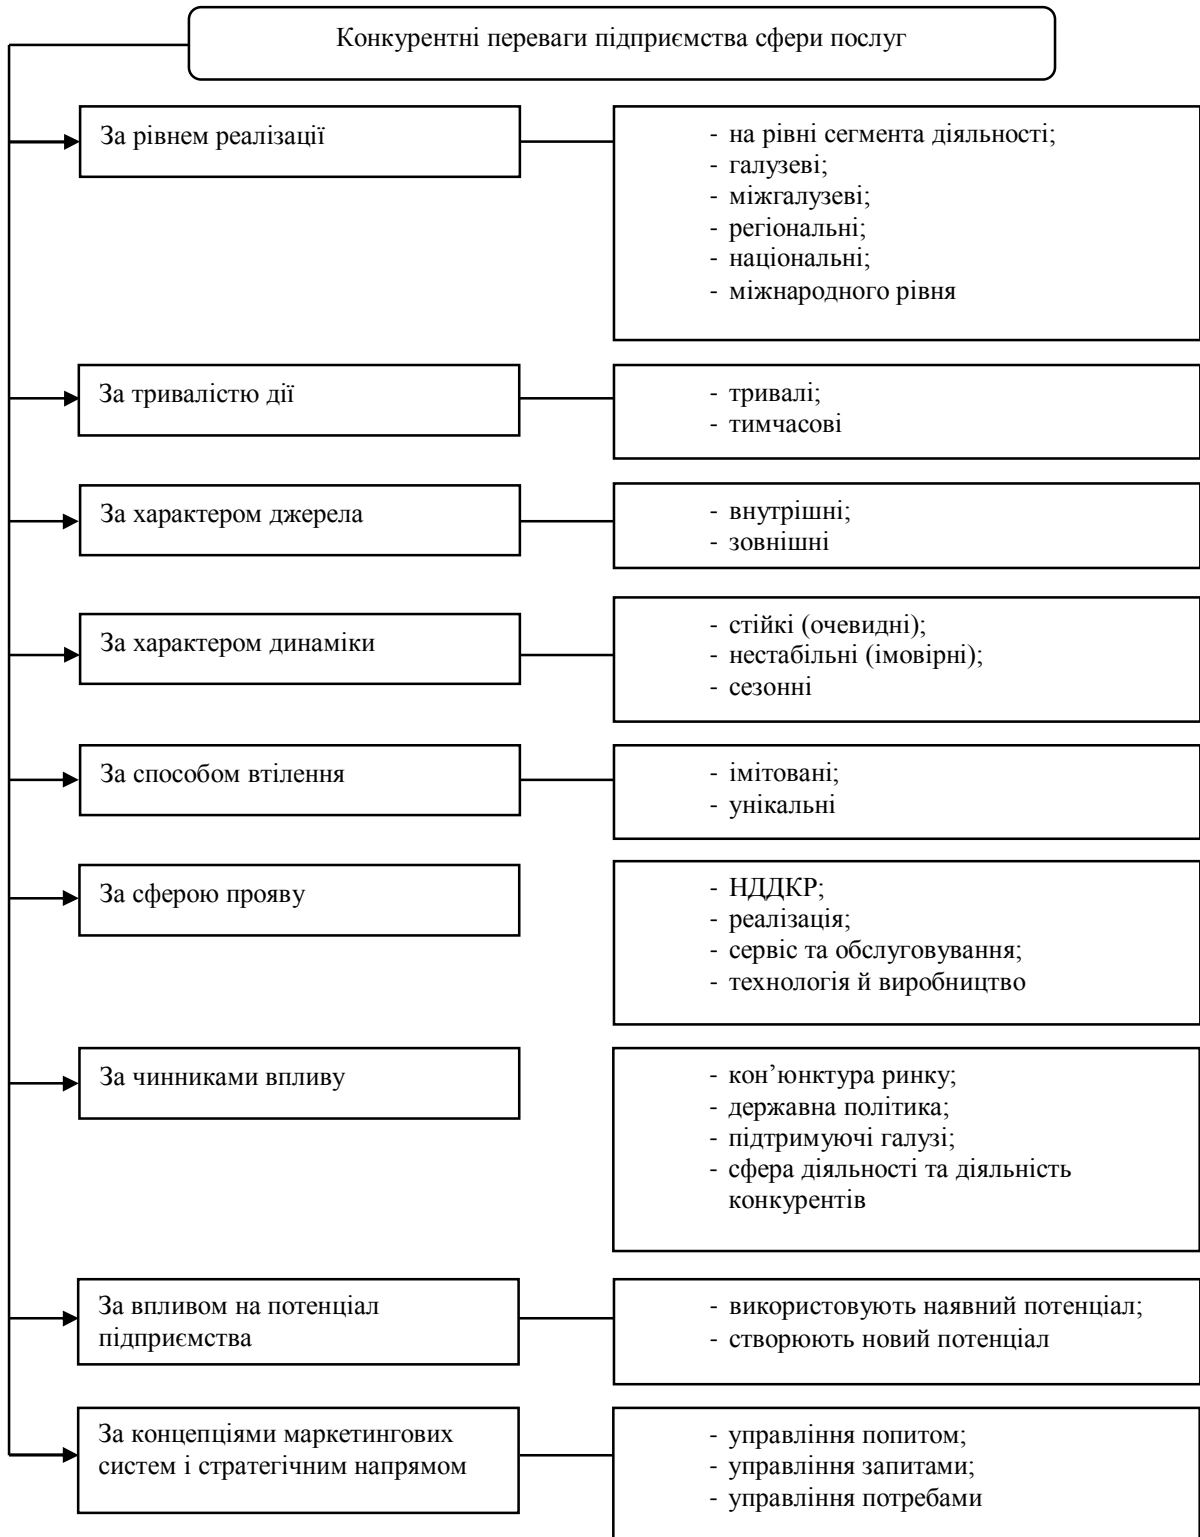 Конкурентні переваги підприємства сфери послуг
За рівнем реалізації
- на рівні сегмента діяльності;
- галузеві;
- міжгалузеві;
- регіональні;
- національні;
- міжнародного рівня
За тривалістю дії
- тривалі;
- тимчасові
За характером джерела
- внутрішні;
- зовнішні
За характером динаміки
- стійкі (очевидні);
- нестабільні (імовірні);
- сезонні
За способом втілення
- імітовані;
- унікальні
За сферою прояву
- НДДКР;
- реалізація;
- сервіс та обслуговування;
- технологія й виробництво
За чинниками впливу
- кон’юнктура ринку;
- державна політика;
- підтримуючі галузі;
- сфера діяльності та діяльність
конкурентів
За впливом на потенціал
підприємства
- використовують наявний потенціал;
- створюють новий потенціал
За концепціями маркетингових
систем і стратегічним напрямом
- управління попитом;
- управління запитами;
- управління потребами